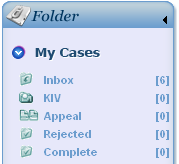 Folder
My Cases
Inbox [6]
KIV [0]
Appeal [0]
Rejected [0]
Complete [0]